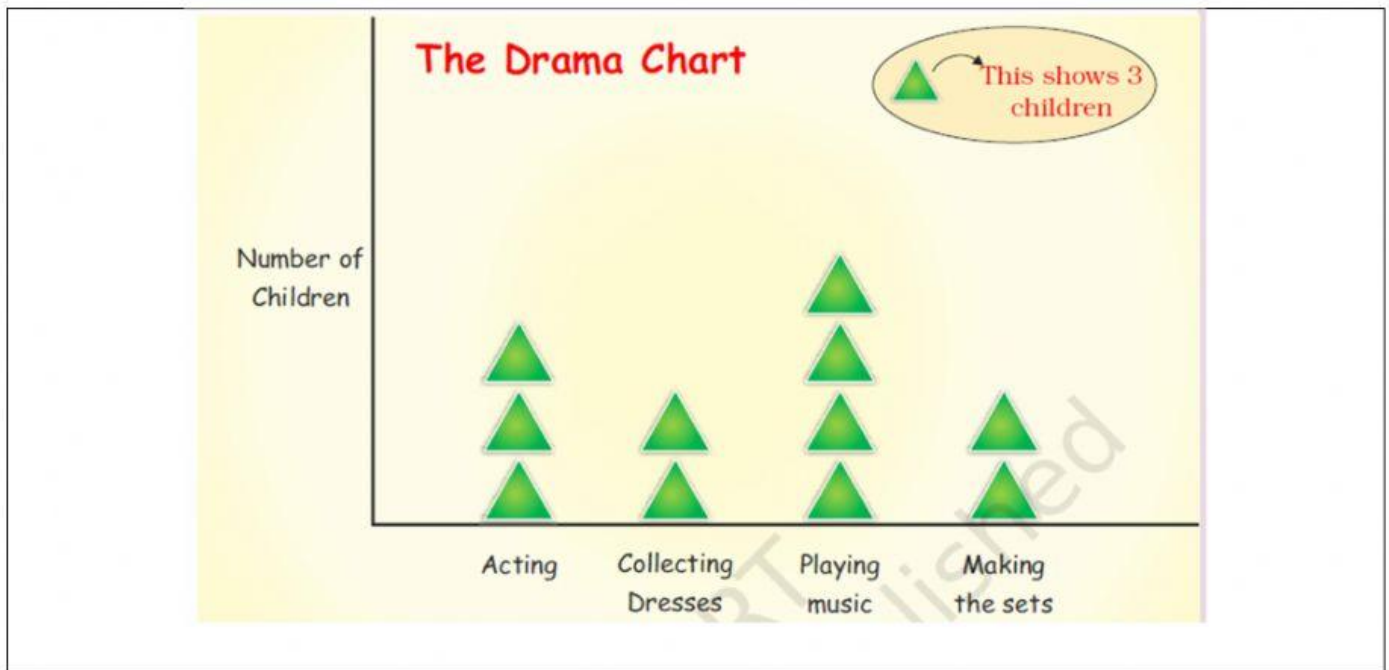 The Drama Chart
This shows 3
children
Number of
Children
Acting
Collecting
Dresses
Playing
music
Making
the sets